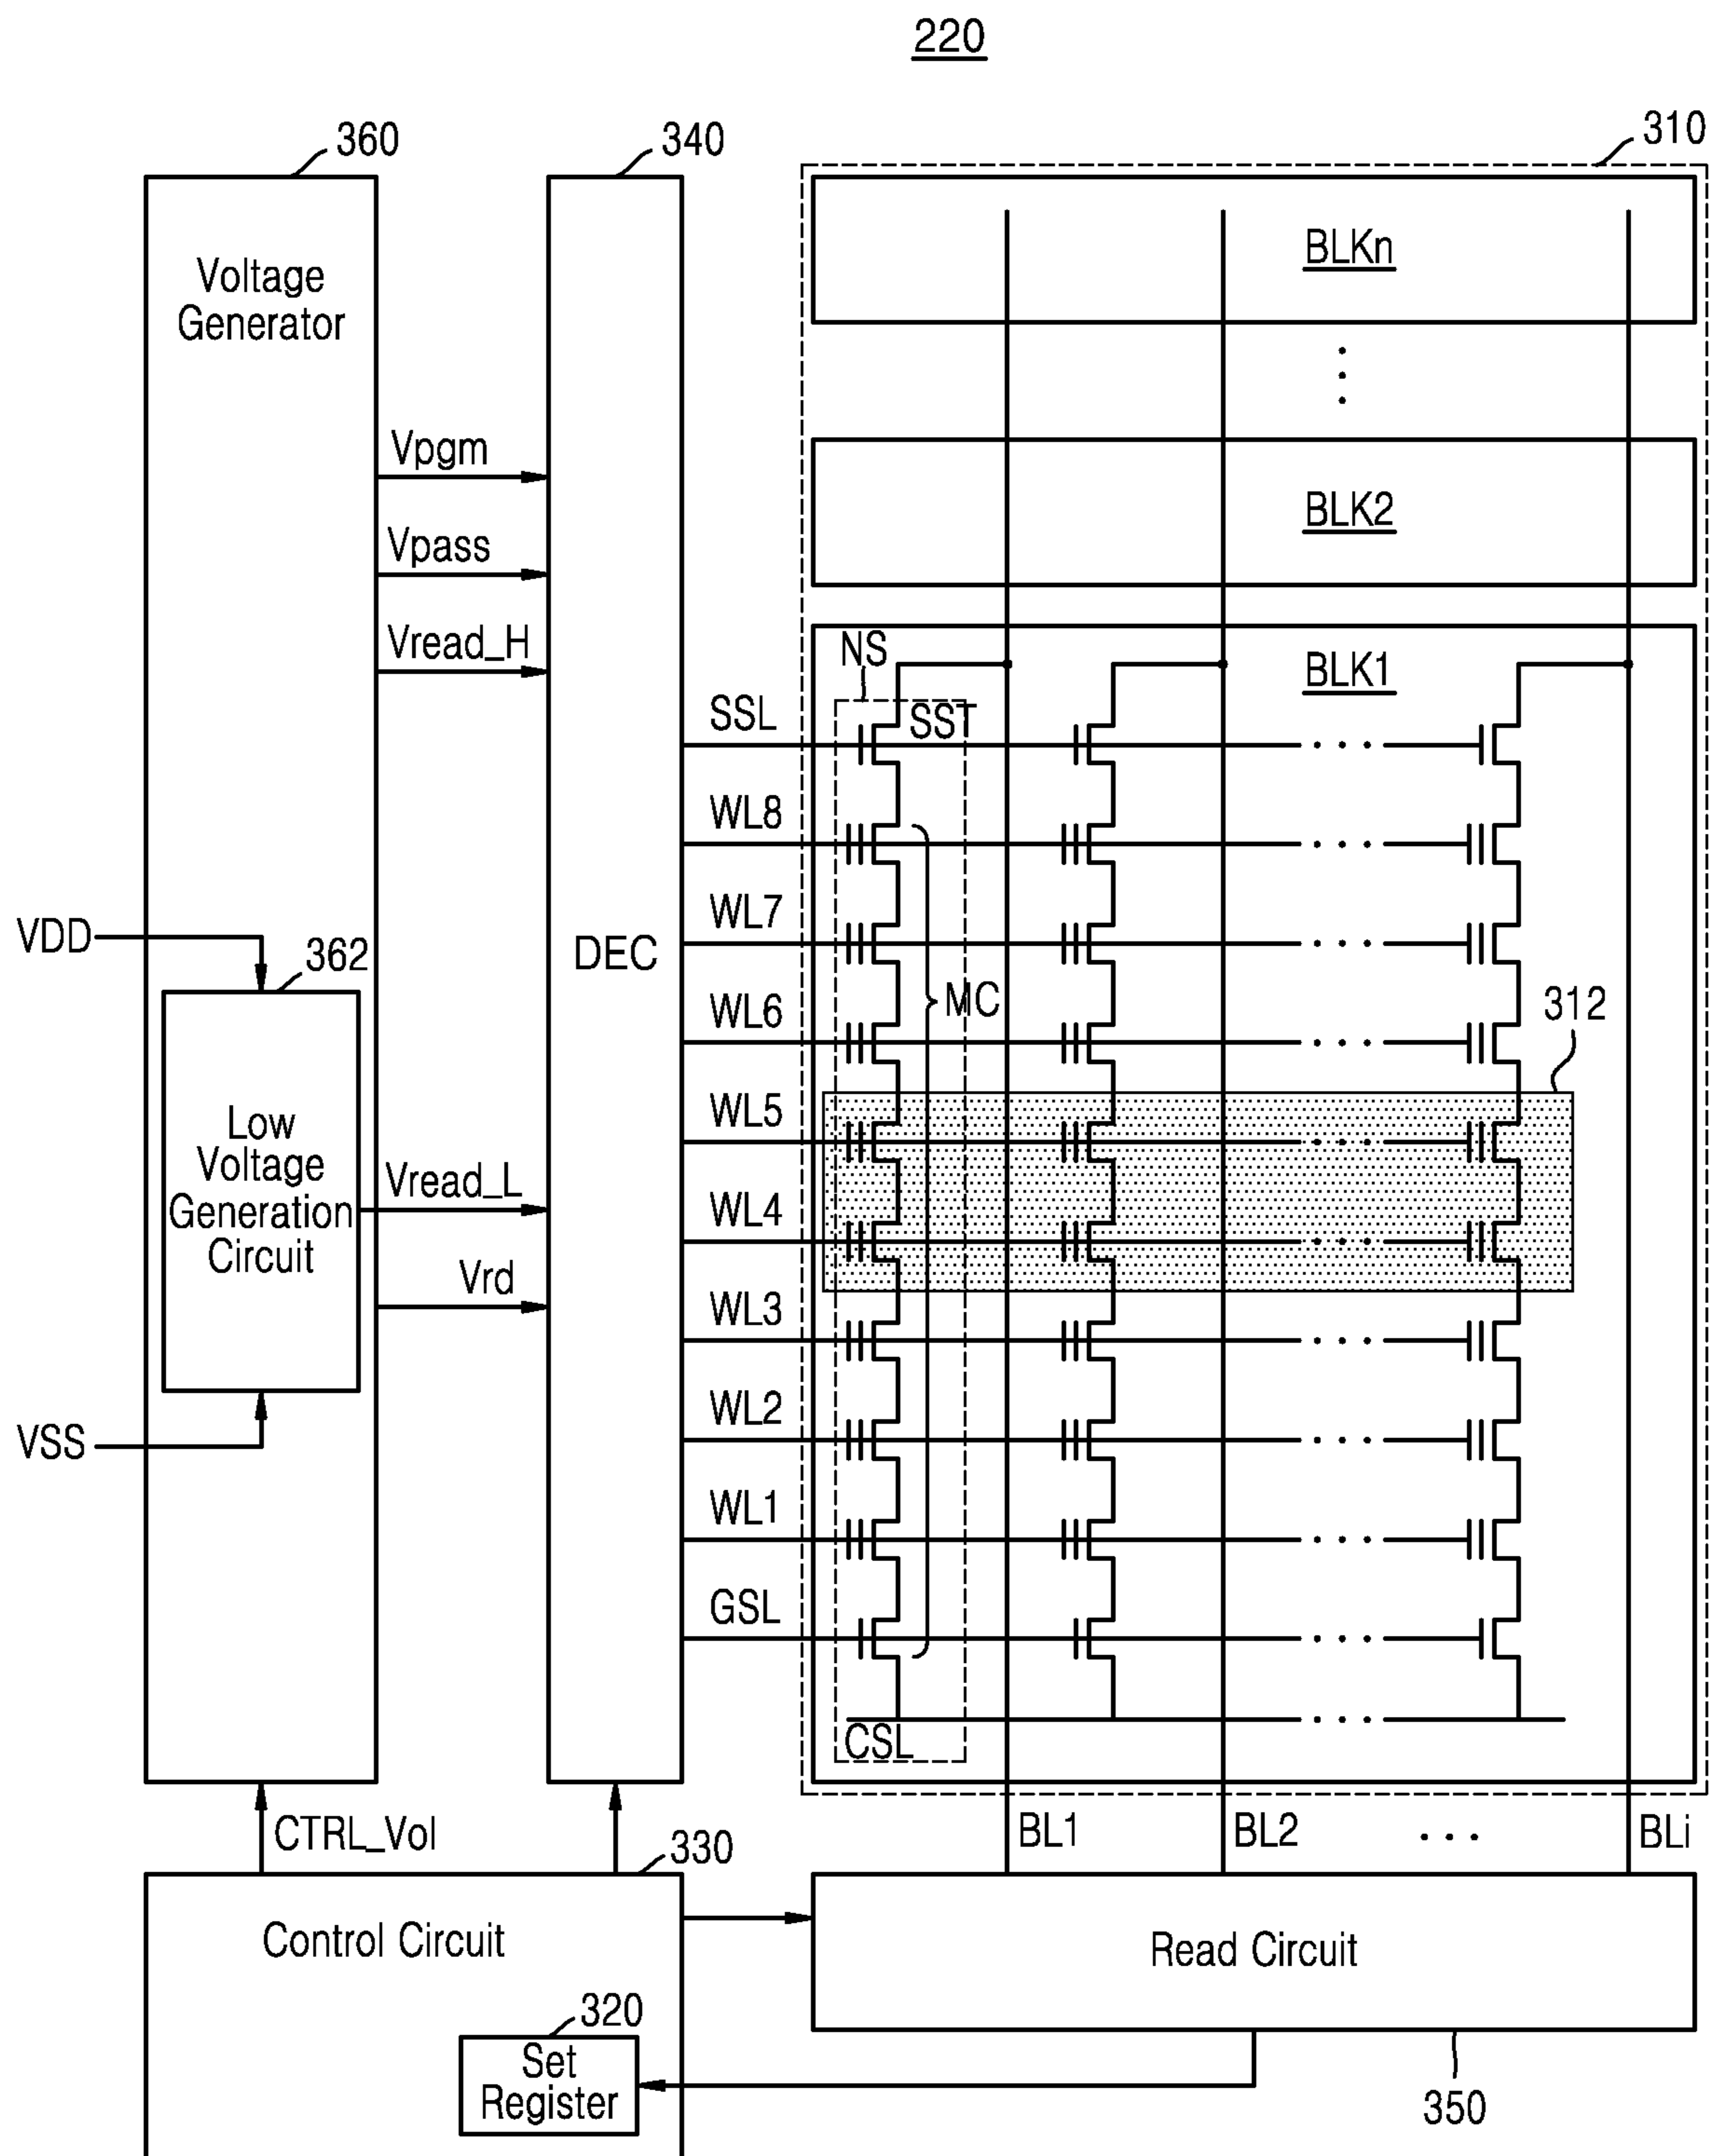 220
360
340
310
Voltage
Generator
BLKn
Vpgm
Vpass
BLK2
Vread_H
NS
BLK1
SSL
SST
WL8
WL7
VDD
362
DEC
MC
WL6
312
Low
Voltage
Generation
Circuit
WL5
Vread_L
WL4
Vrd
WL3
WL2
VSS
WL1
GSL
CSL
CTRL_Vol
330
BL1
BL2
. . .
BLi
Control Circuit
Read Circuit
320
Set
Register
350